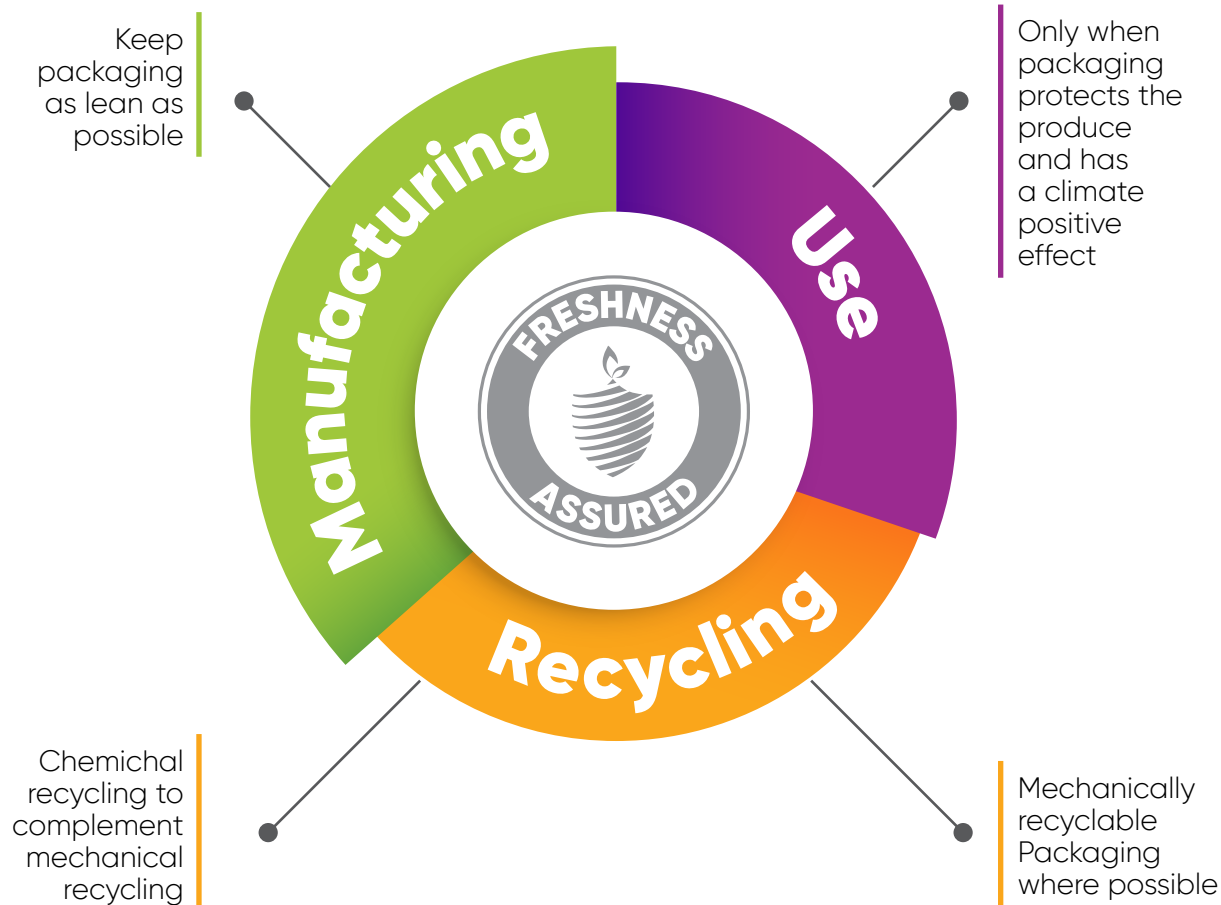 Keep
packaging
as lean as
possible
Only when
packaging
protects the
produce
and has
a climate
positive
effect
Manufacturing
Use
FRESHNESS
ASSURED
Recycling
Chemichal
recycling to
complement
mechanical
recycling
Mechanically
recyclable
Packaging
where possible